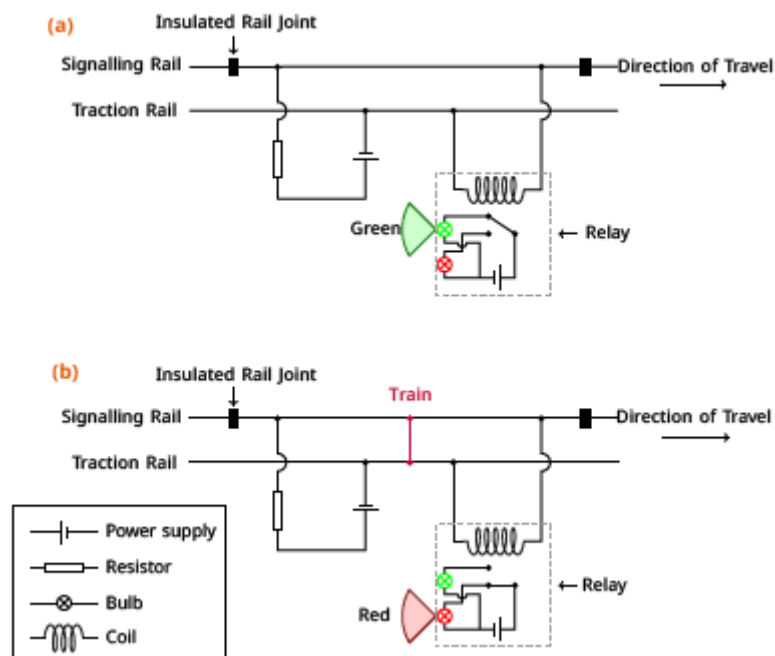 (a)
Insulated Rail Joint
Signalling Rail
Direction of Travel
Traction Rail
Green
Relay
(b)
Insulated Rail Joint
Train
Signalling Rail
Direction of Travel
Traction Rail
Power supply
Resistor
Relay
Bulb
Red
Coil